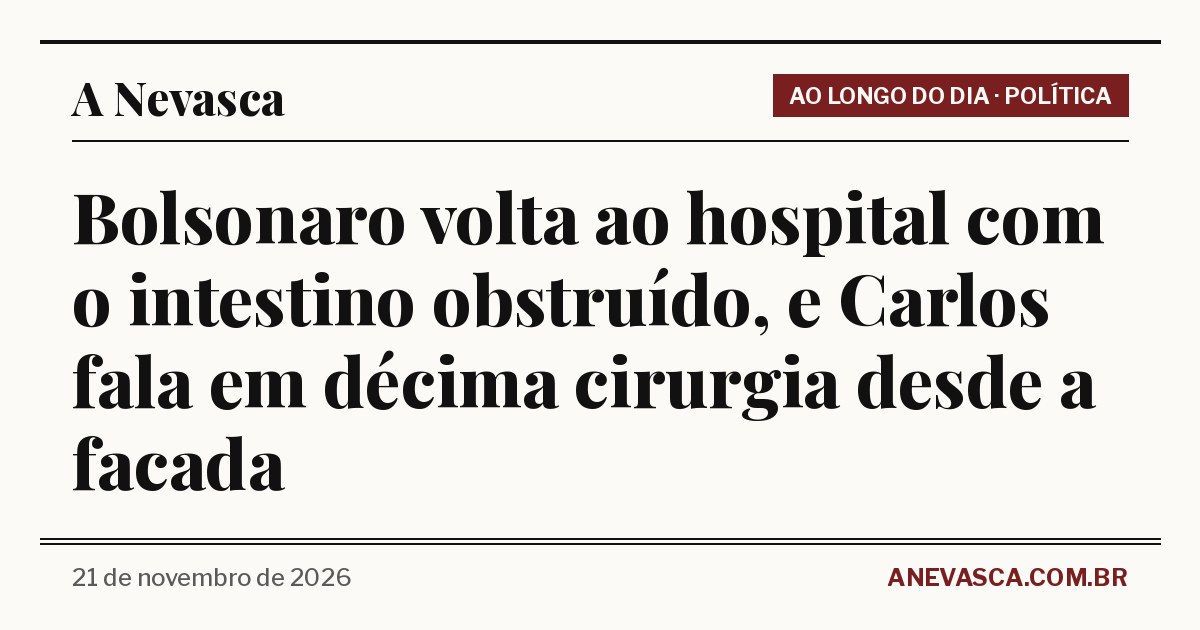 A Nevasca
AO LONGO DO DIA · POLÍTICA
Bolsonaro volta ao hospital com
o intestino obstruído, e Carlos
fala em décima cirurgia desde a
facada
21 de novembro de 2026
ANEVASCA.COM.BR